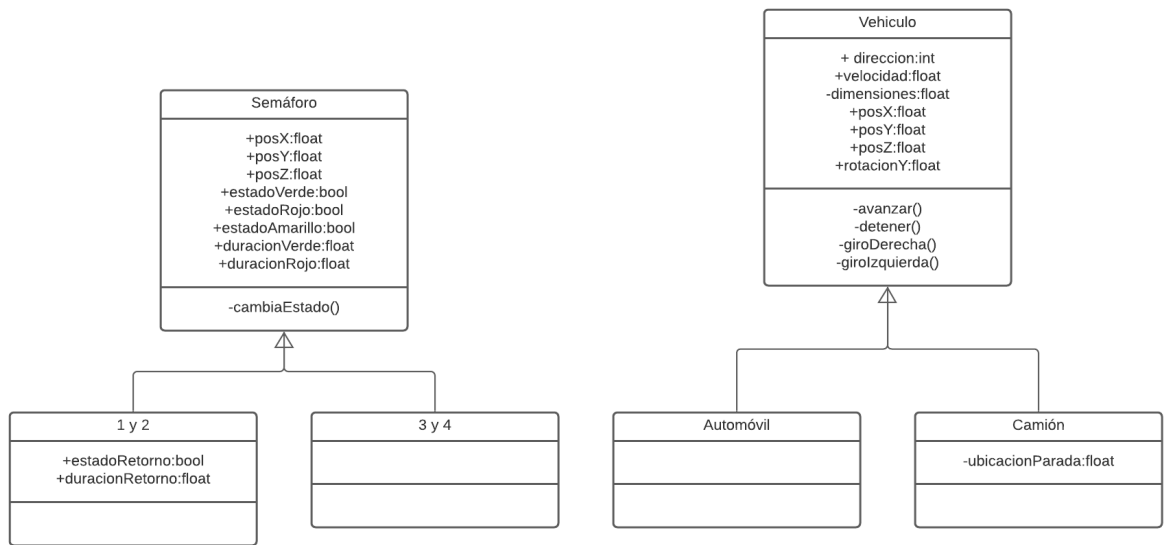 Semáforo
+posX:float
+posY:float
+posZ:float
+estadoVerde:bool
+estadoRojo:bool
+estadoAmarillo:bool
+duracionVerde:float
+duracionRojo:float
-cambiaEstado()
1 y 2
+estadoRetorno:bool
+duracionRetorno:float
3 y 4
Vehiculo
+ direccion:int
+velocidad:float
-dimensiones:float
+posX:float
+posY:float
+posZ:float
+rotacionY:float
-avanzar()
-detener()
-giroDerecha()
-giroIzquierda()
Automóvil
Camión
-ubicacionParada:float